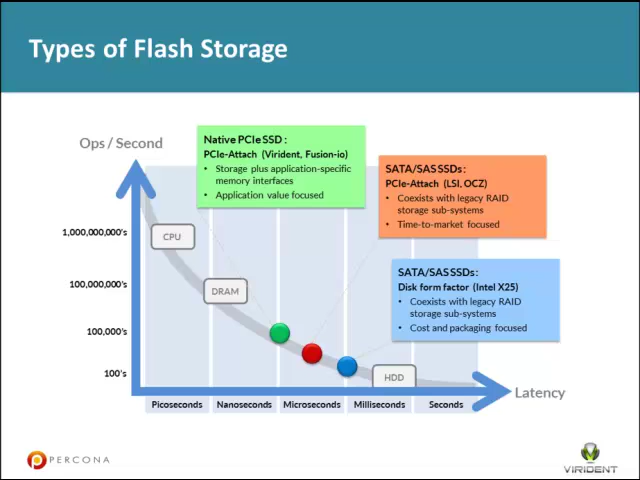 Types of Flash Storage
Ops / Second
Native PCIe SSD :
PCIe-Attach (Virident, Fusion-io)
• Storage plus application-specific
memory interfaces
• Application value focused
SATA/SAS SSDs :
PCIe-Attach (LSI, OCZ)
• Coexists with legacy RAID
storage sub-systems
• Time-to-market focused
SATA/SAS SSDs :
Disk form factor (Intel X25)
• Coexists with legacy RAID
storage sub-systems
• Cost and packaging focused
1,000,000,000's
100,000,000's
100,000's
100's
CPU
DRAM
HDD
Latency
Picoseconds
Nanoseconds
Microseconds
Milliseconds
Seconds
PERCONA
VIRIDENT